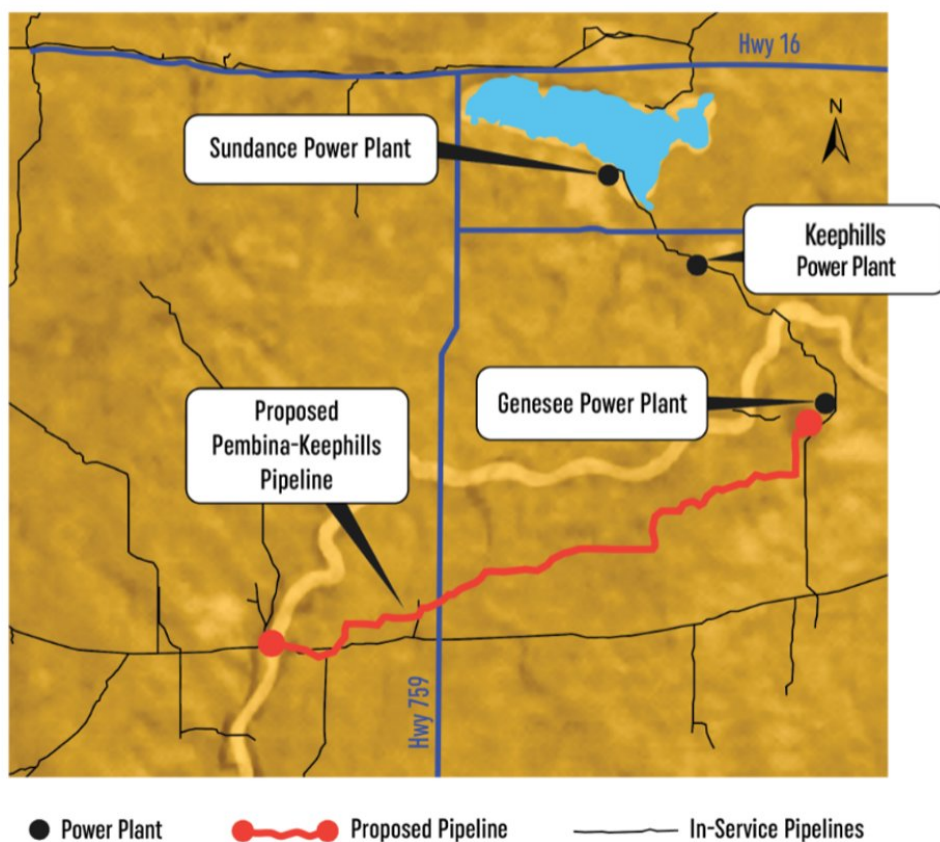 Hwy 16
N
Sundance Power Plant
Keephills
Power Plant
Genesee Power Plant
Proposed
Pembina-Keephills
Pipeline
Hwy 759
Power Plant
Proposed Pipeline
In-Service Pipelines